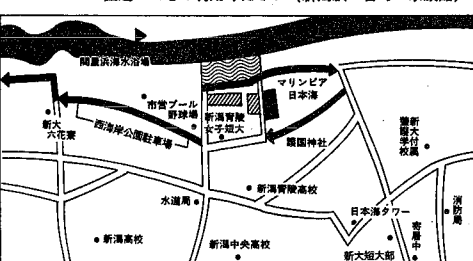 関屋浜海水浴場
市営プール
野球場
マリンピア
日本海
新大
六花寮
西海岸公園駐車場
新潟青陵
女子短大
護国神社
新大付属
養護学校
新潟青陵高校
水道局
日本海タワー
消防局
寄居中
新潟高校
新潟中央高校
新大短大部